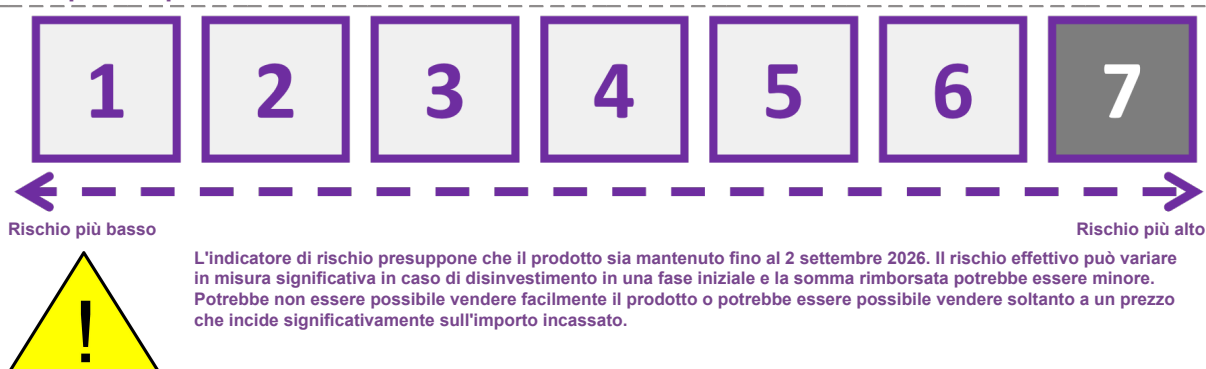 1 2 3 4 5 6 7
Rischio più basso Rischio più alto
L'indicatore di rischio presuppone che il prodotto sia mantenuto fino al 2 settembre 2026. Il rischio effettivo può variare
in misura significativa in caso di disinvestimento in una fase iniziale e la somma rimborsata potrebbe essere minore.
Potrebbe non essere possibile vendere facilmente il prodotto o potrebbe essere possibile vendere soltanto a un prezzo
che incide significativamente sull'importo incassato.
!